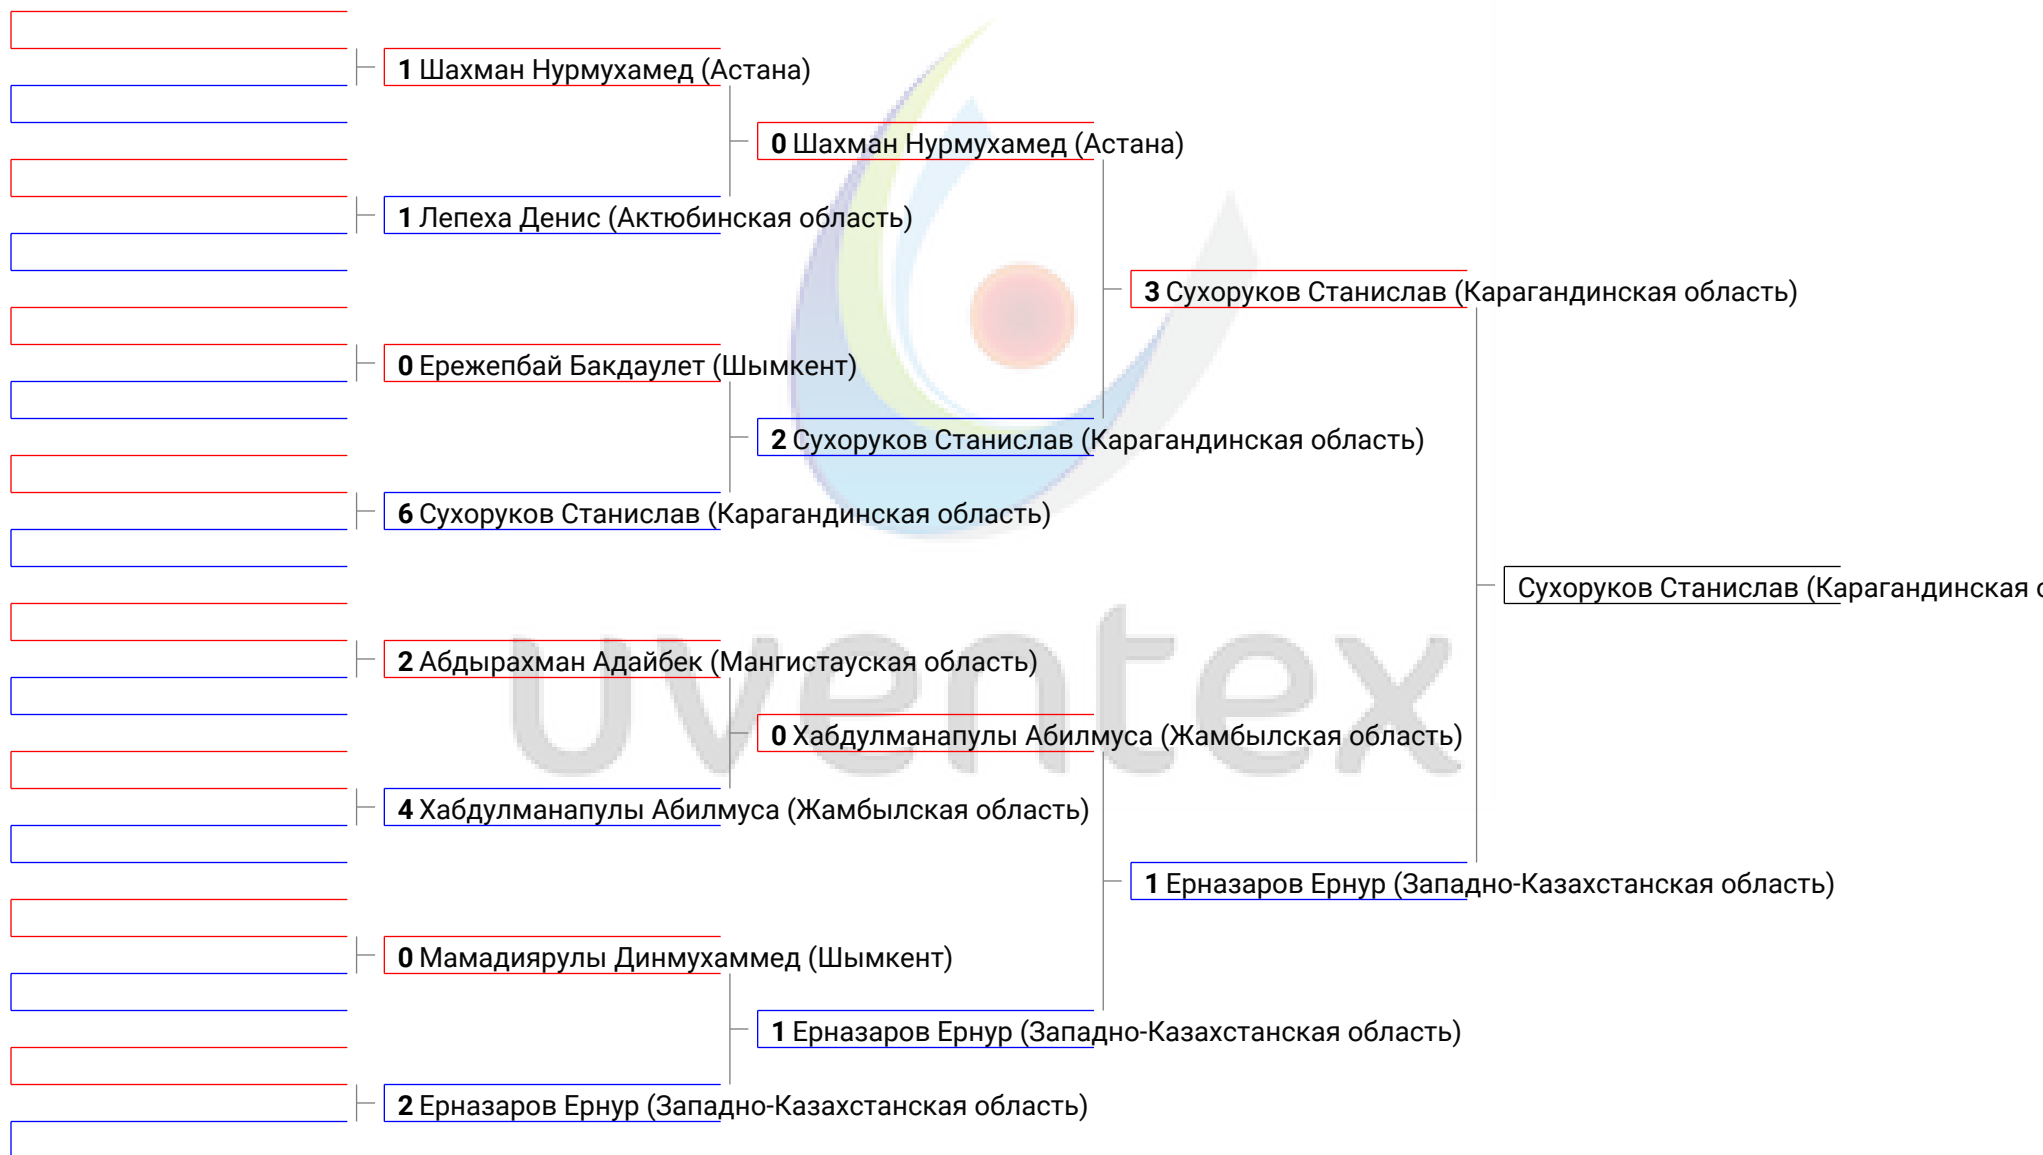 1 Шахман Нурмухамед (Астана)
0 Шахман Нурмухамед (Астана)
1 Лепеха Денис (Актюбинская область)
3 Сухоруков Станислав (Карагандинская область)
0 Ережепбай Бакдаулет (Шымкент)
2 Сухоруков Станислав (Карагандинская область)
6 Сухоруков Станислав (Карагандинская область)
Сухоруков Станислав (Карагандинская
uventex
2 Абдырахман Адайбек (Мангистауская область)
0 Хабдулманапулы Абилмуса (Жамбылская область)
4 Хабдулманапулы Абилмуса (Жамбылская область)
1 Ерназаров Ернур (Западно-Казахстанская область)
0 Мамадиярулы Динмухаммед (Шымкент)
1 Ерназаров Ернур (Западно-Казахстанская область)
2 Ерназаров Ернур (Западно-Казахстанская область)